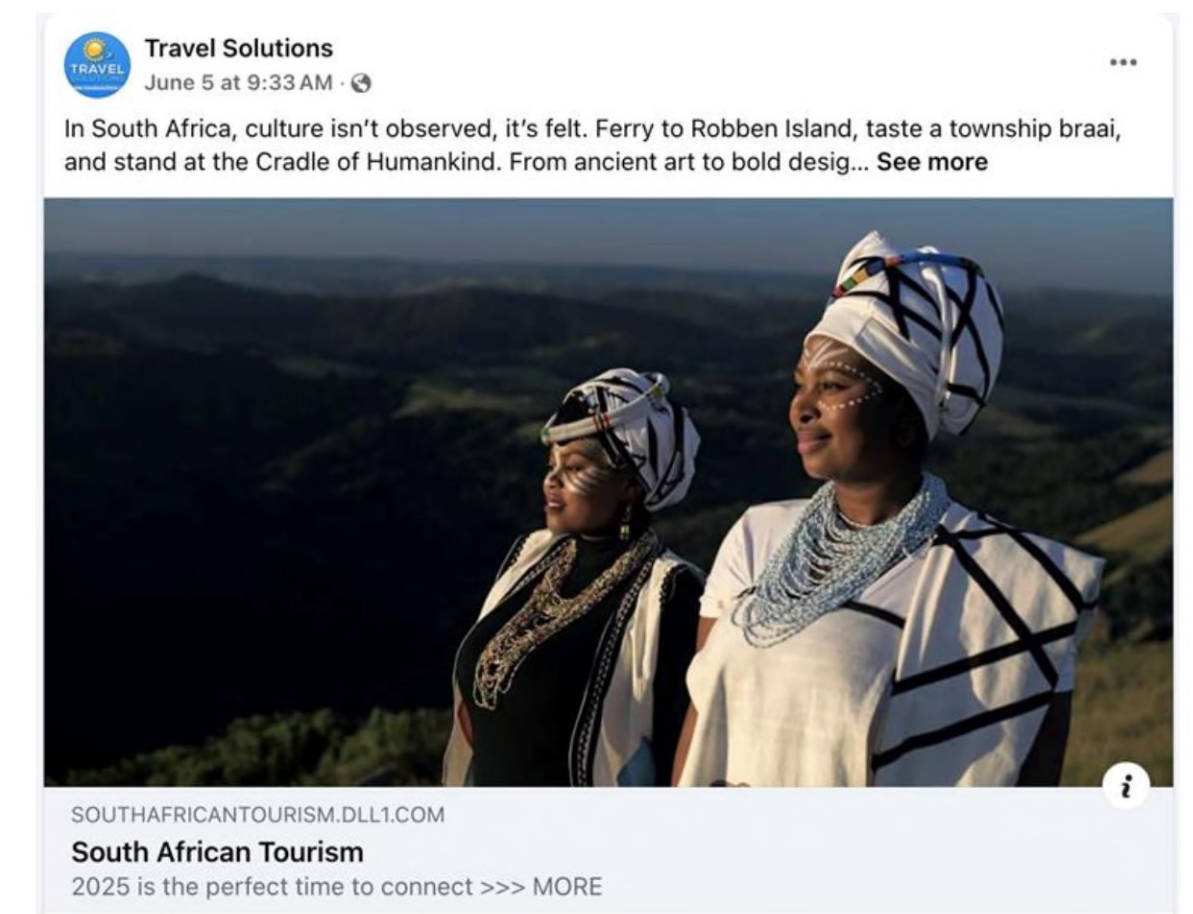 Travel Solutions
June 5 at 9:33 AM ·
In South Africa, culture isn't observed, it's felt. Ferry to Robben Island, taste a township braai,
and stand at the Cradle of Humankind. From ancient art to bold desig... See more
TRAVEL
SOUTHAFRICANTOURISM.DLL1.COM
South African Tourism
2025 is the perfect time to connect >>> MORE